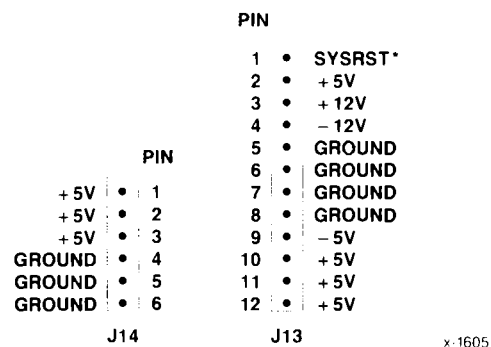 PIN
1 • SYSRST*
2 • +5V
3 • +12V
4 • −12V
5 • GROUND
6 • GROUND
7 • GROUND
8 • GROUND
9 • −5V
10 • +5V
11 • +5V
12 • +5V
J13
PIN
+5V • 1
+5V • 2
+5V • 3
GROUND • 4
GROUND • 5
GROUND • 6
J14
x-1605